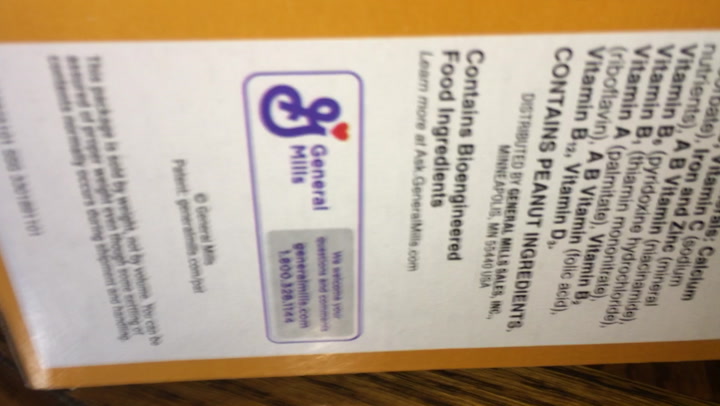 nutrients), Iron and Zinc (mineral
Vitamin C (sodium
Vitamins: Calcium
Vitamin A B Vitamin (niacinamide),
Vitamin B₆ (pyridoxine hydrochloride),
Vitamin B₁ (thiamin mononitrate),
Vitamin A (palmitate), Vitamin B₂
(riboflavin), A B Vitamin (folic acid),
Vitamin B₁₂, Vitamin D₃.
CONTAINS PEANUT INGREDIENTS.
DISTRIBUTED BY GENERAL MILLS SALES, INC.,
MINNEAPOLIS, MN 55440 USA
Contains Bioengineered
Food Ingredients
Learn more at Ask.GeneralMills.com
General
Mills
We welcome your
questions and comments
generalmills.com
1.800.328.1144
© General Mills
Patent: generalmills.com/pat
This package is sold by weight, not by volume. You can be
assured of proper weight even though some settling of
contents normally occurs during shipment and handling.